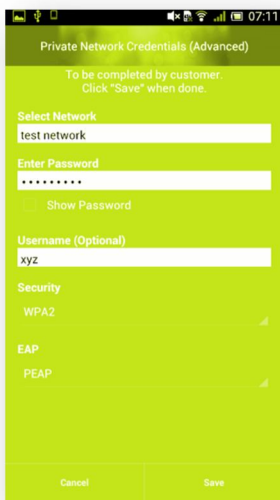 07:11
Private Network Credentials (Advanced)
To be completed by customer.
Click "Save" when done.
Select Network
test network
Enter Password
•••••••••
Show Password
Username (Optional)
xyz
Security
WPA2
EAP
PEAP
Cancel
Save